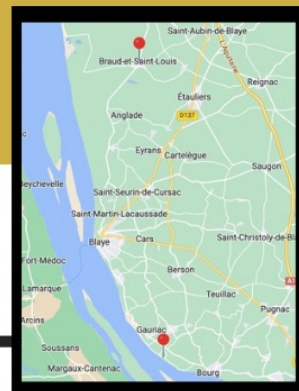 Saint-Aubin-de-Blaye
L'Aquitaine
Braud-et-Saint-Louis
Reignac
Étauliers
D137
Anglade
Eyrans
Cartelègue
Saugon
Saint-Seurin-de-Cursac
Saint-Martin-Lacaussade
Blaye
Cars
Saint-Christoly-de-Bl
Fort-Médoc
Berson
Lamarque
Teuillac
Pugnac
Arcins
Gauriac
Soussans
Margaux-Cantenac
Bourg